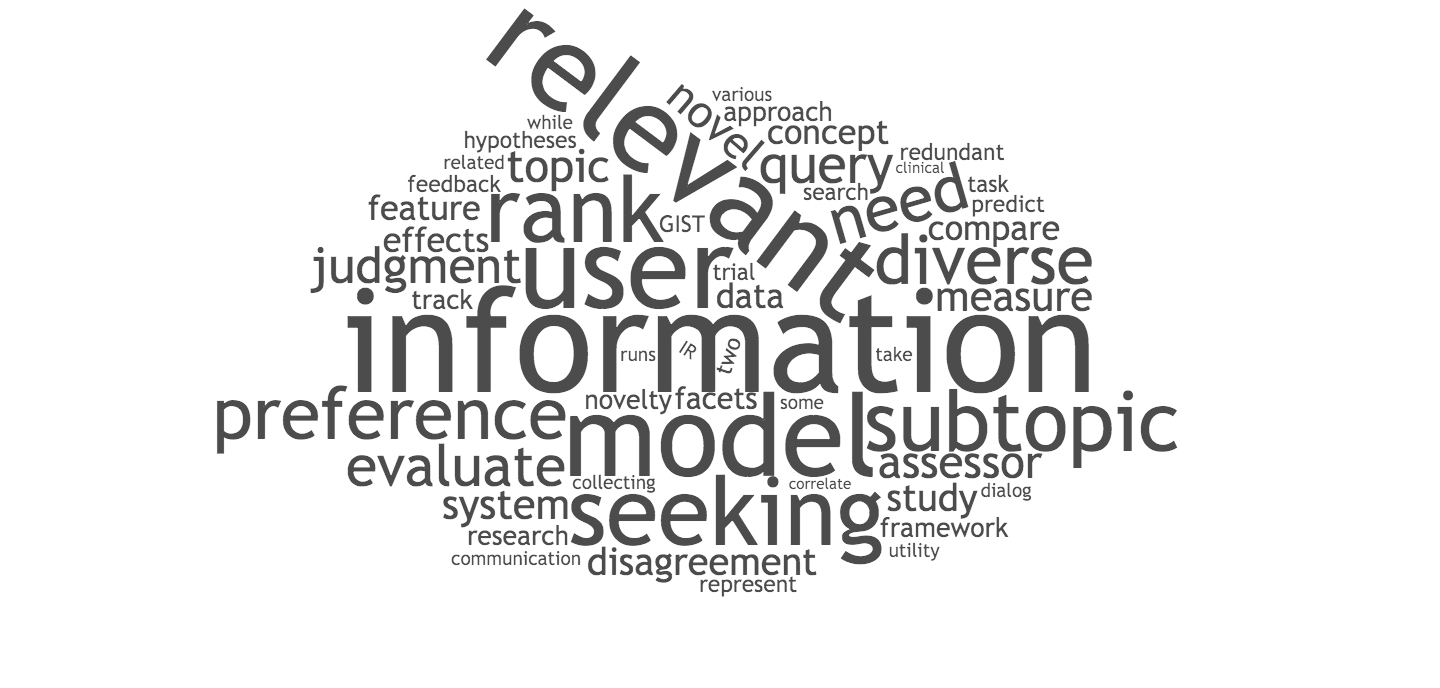 relevant
various
novel
approach
while
concept
hypotheses
redundant
related
topic
query
clinical
feedback
search
need
task
feature
rank
GIST
predict
effects
compare
judgment
user
trial
diverse
track
data
measure
information
runs
IR
two
take
preference
novelty
facets
some
subtopic
model
evaluate
assessor
collecting
correlate
system
seeking
study
dialog
research
framework
communication
disagreement
utility
represent